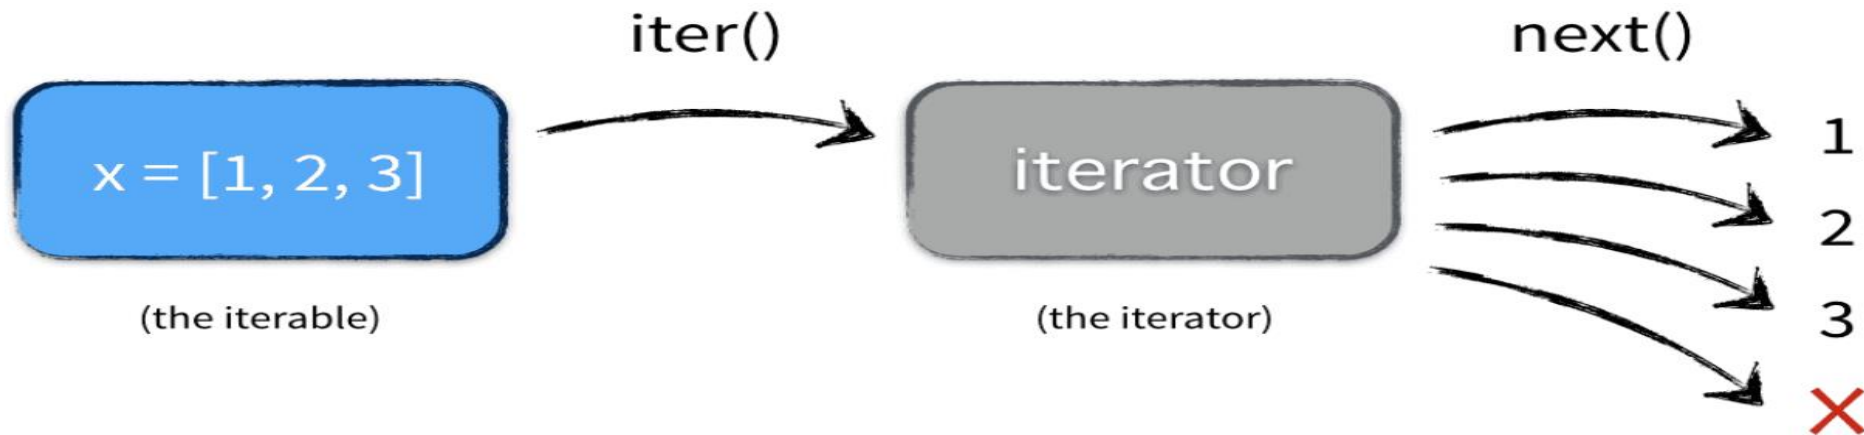 iter()
next()
x = [1, 2, 3]
iterator
1
2
3
(the iterable)
(the iterator)